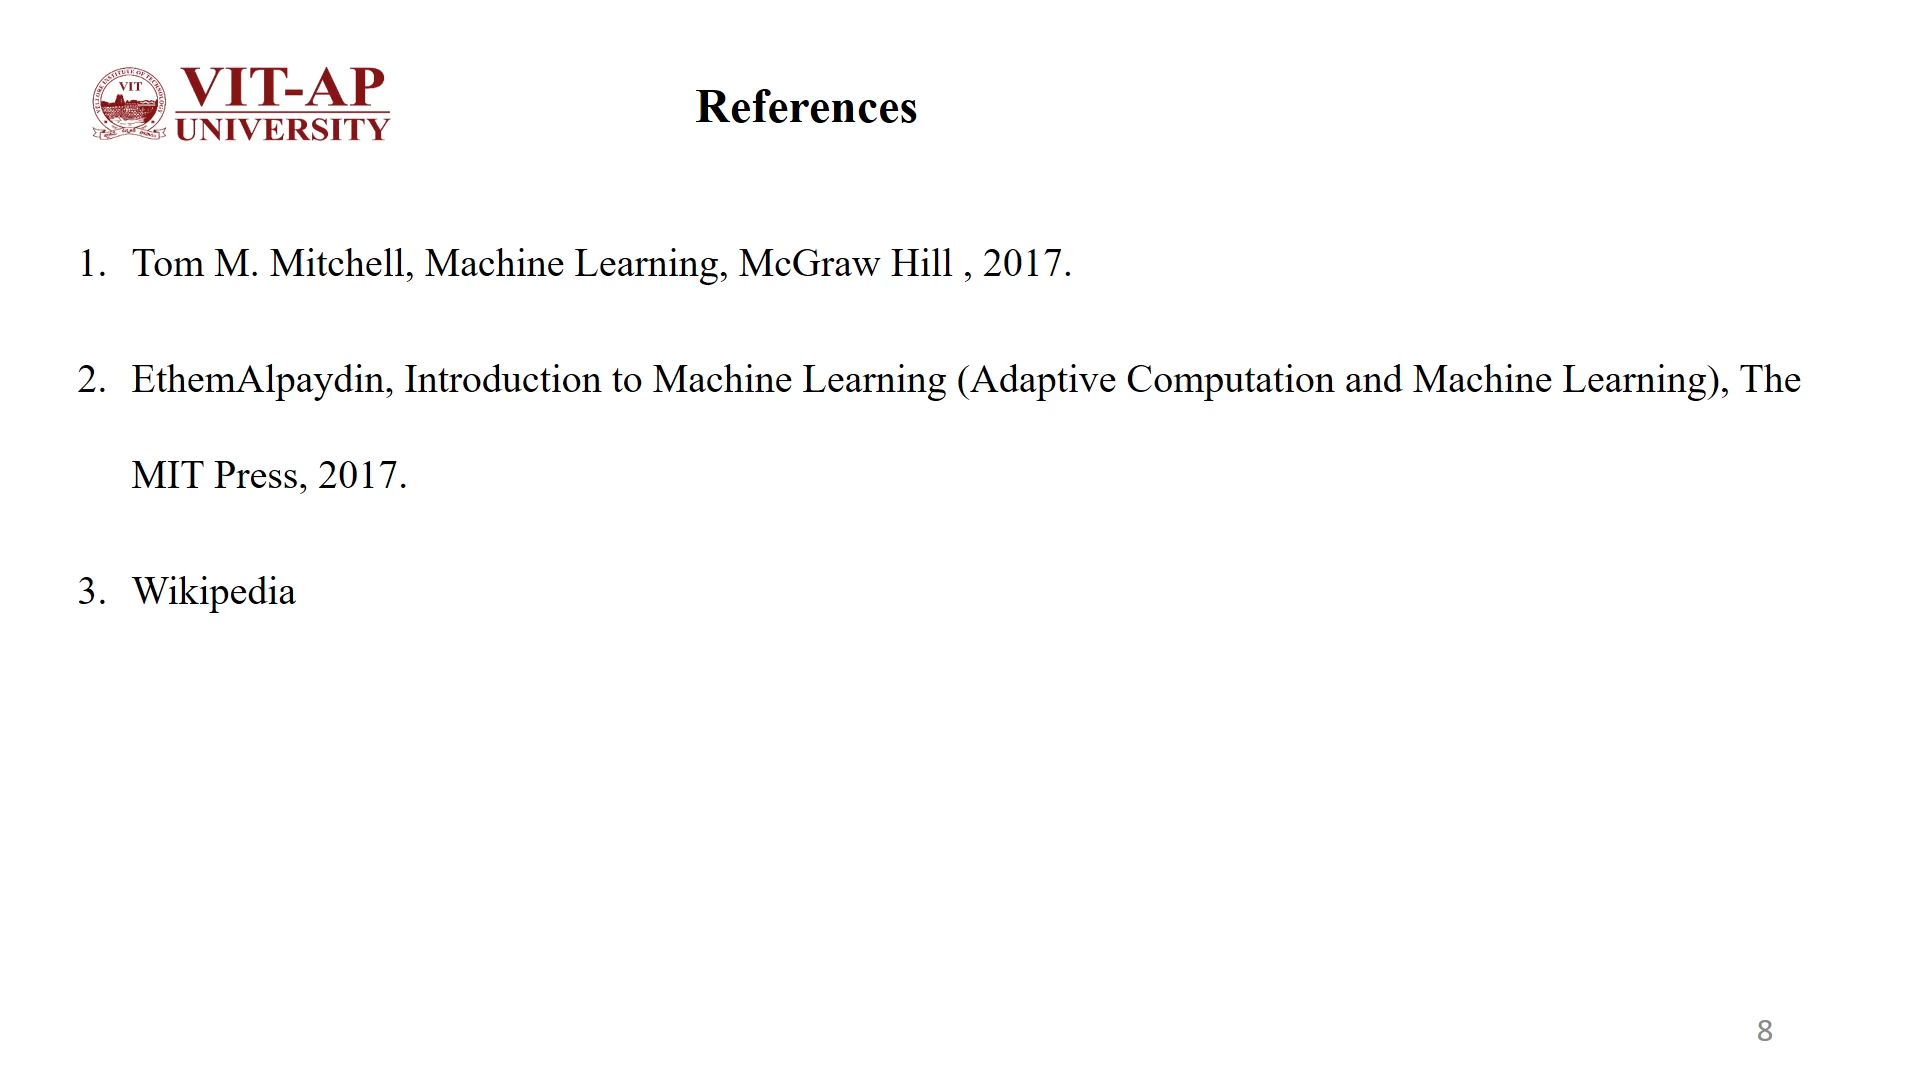 VIT
VIT-AP
UNIVERSITY
References
1. Tom M. Mitchell, Machine Learning, McGraw Hill , 2017.
2. EthemAlpaydin, Introduction to Machine Learning (Adaptive Computation and Machine Learning), The
MIT Press, 2017.
3. Wikipedia
8